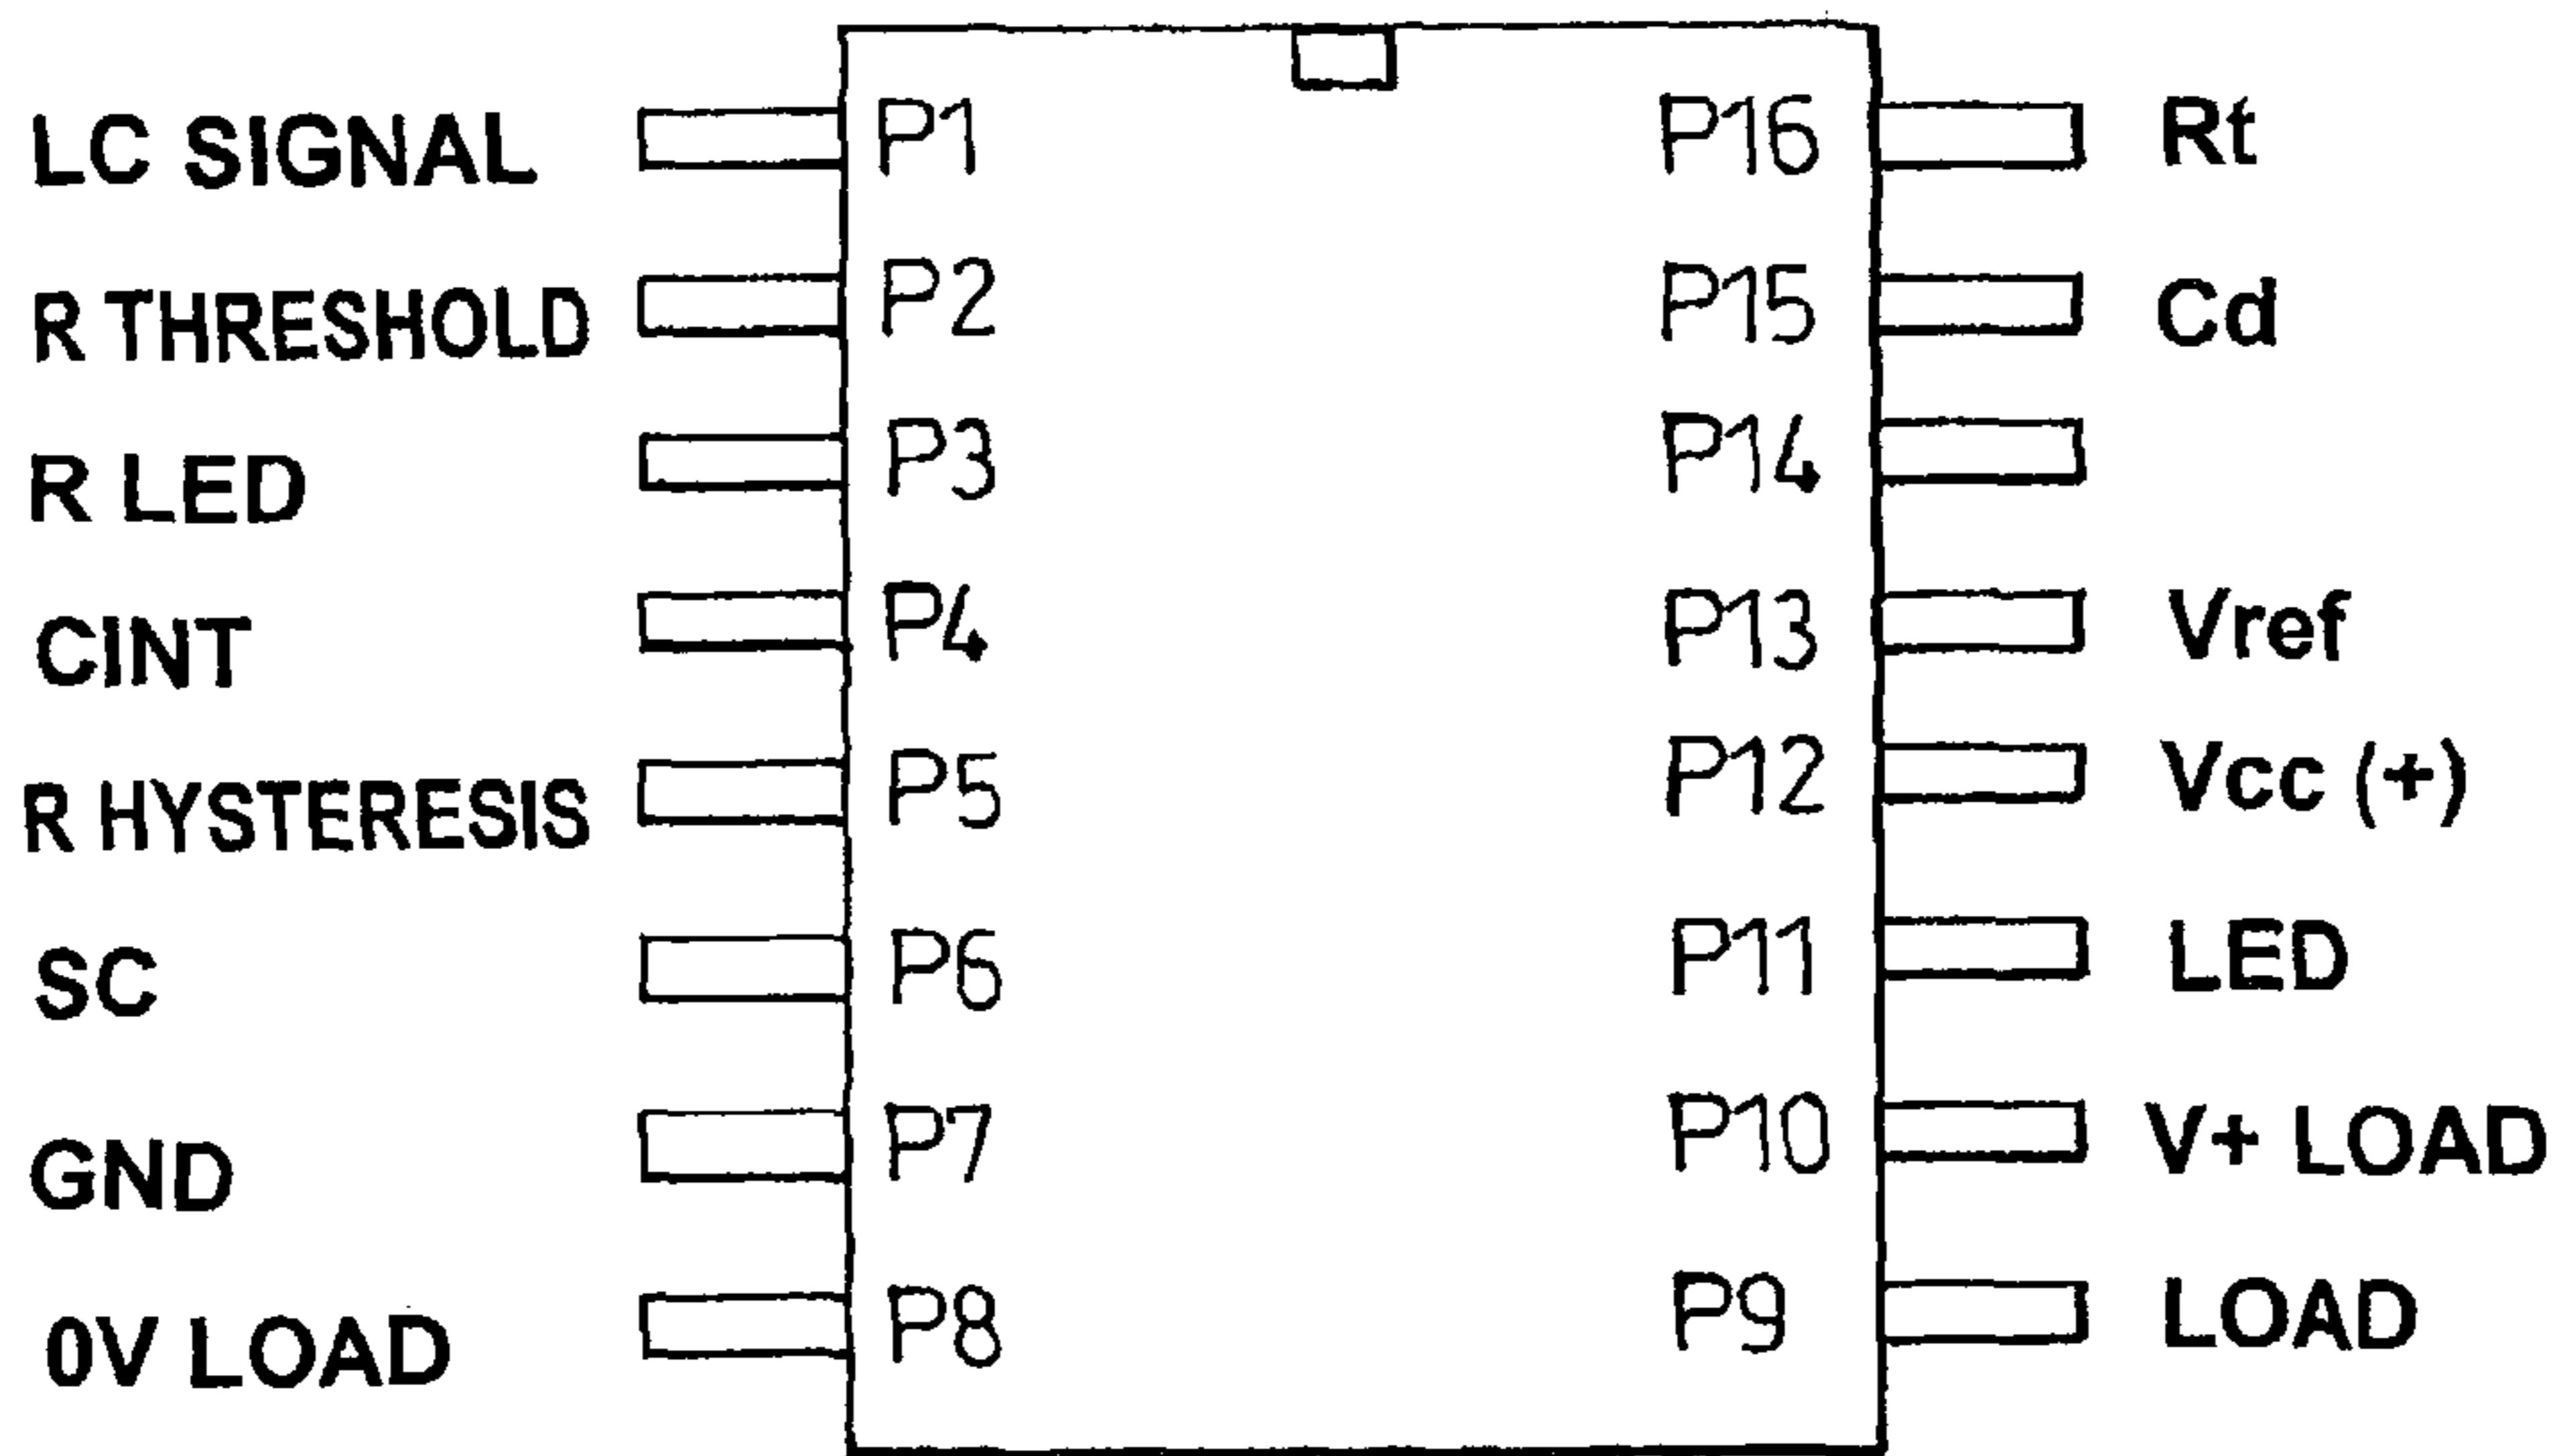 LC SIGNAL P1 P16 Rt
R THRESHOLD P2 P15 Cd
R LED P3 P14
CINT P4 P13 Vref
R HYSTERESIS P5 P12 Vcc (+)
SC P6 P11 LED
GND P7 P10 V+ LOAD
0V LOAD P8 P9 LOAD